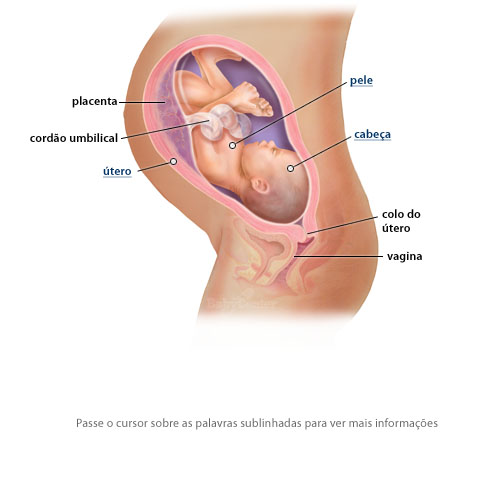 pele
placenta
cordão umbilical
cabeça
útero
colo do
útero
vagina
BabyCenter
Passe o cursor sobre as palavras sublinhadas para ver mais informações